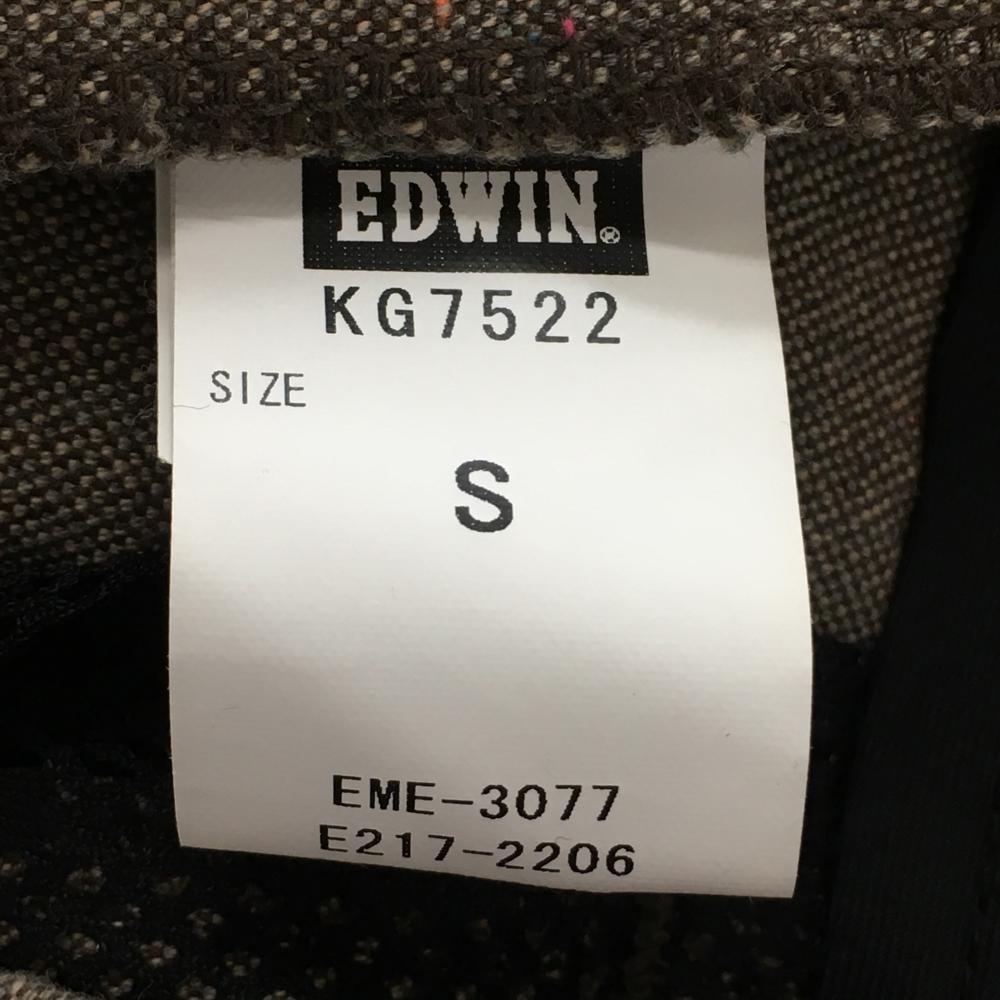 EDWIN
KG7522
SIZE
S
EME-3077
E217-2206